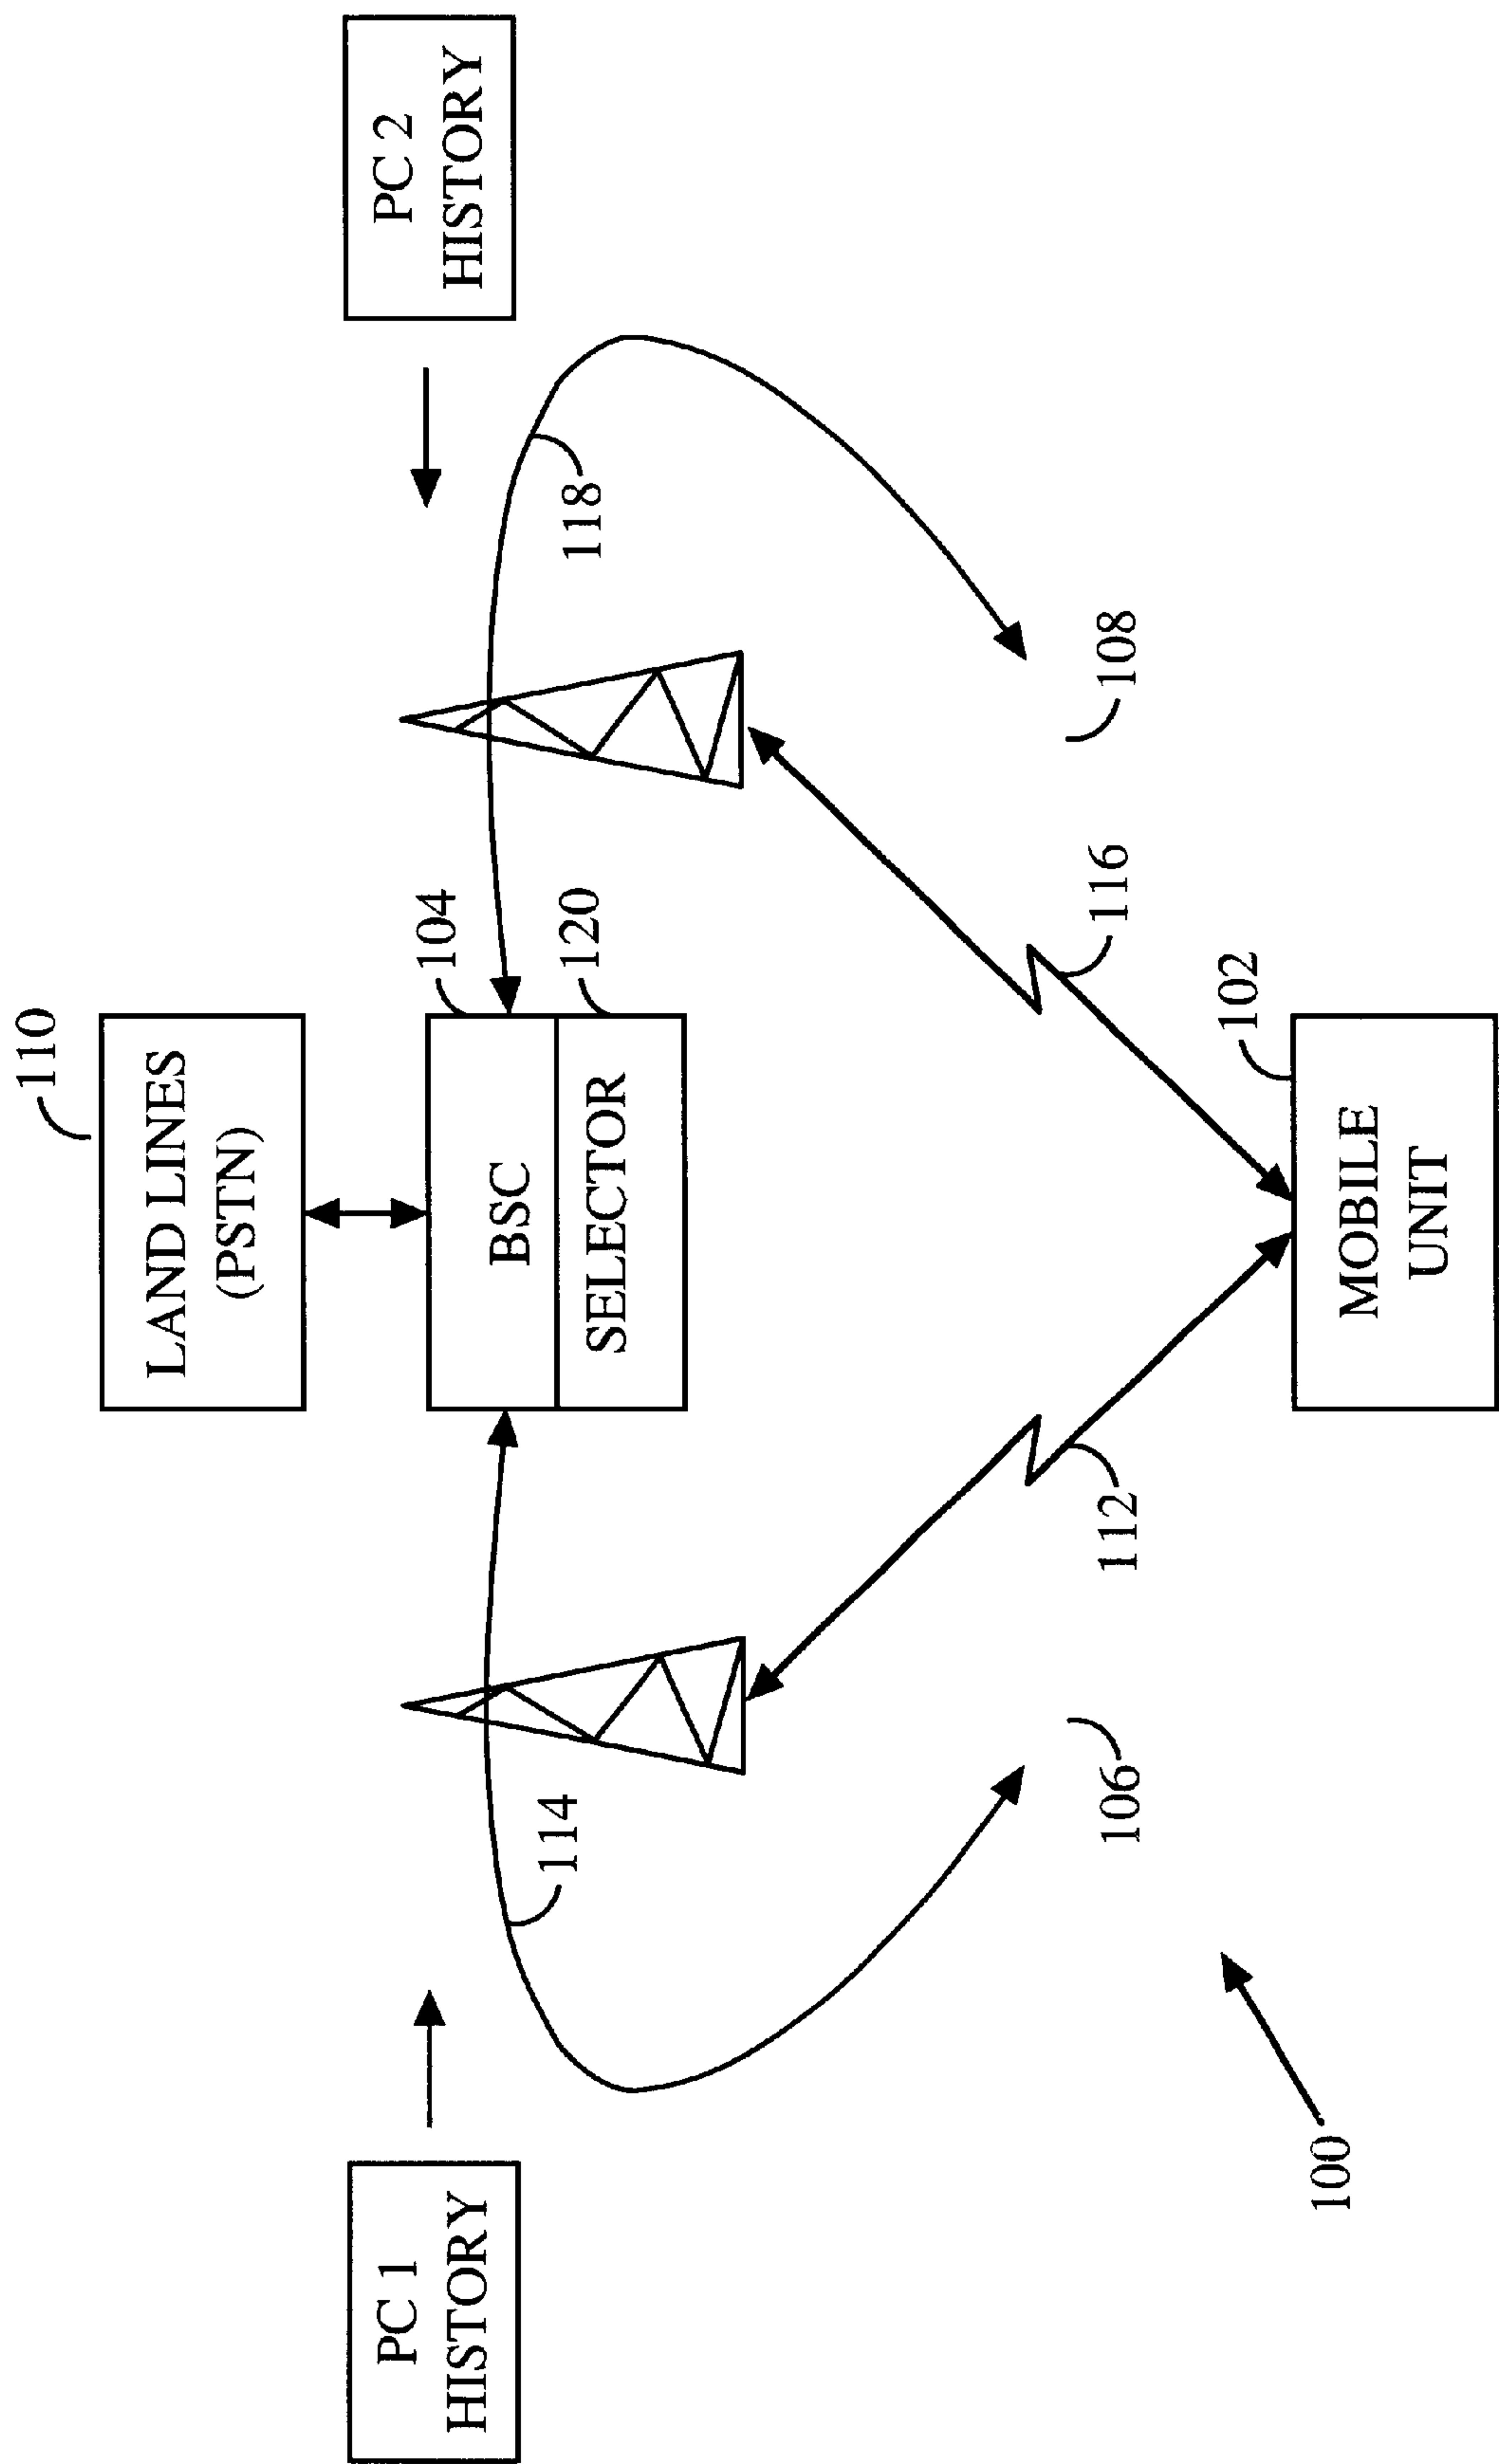 110
LAND LINES
(PSTN)
PC 1
HISTORY
PC 2
HISTORY
104
BSC
120
SELECTOR
114
118
106
108
112
116
102
MOBILE
UNIT
100